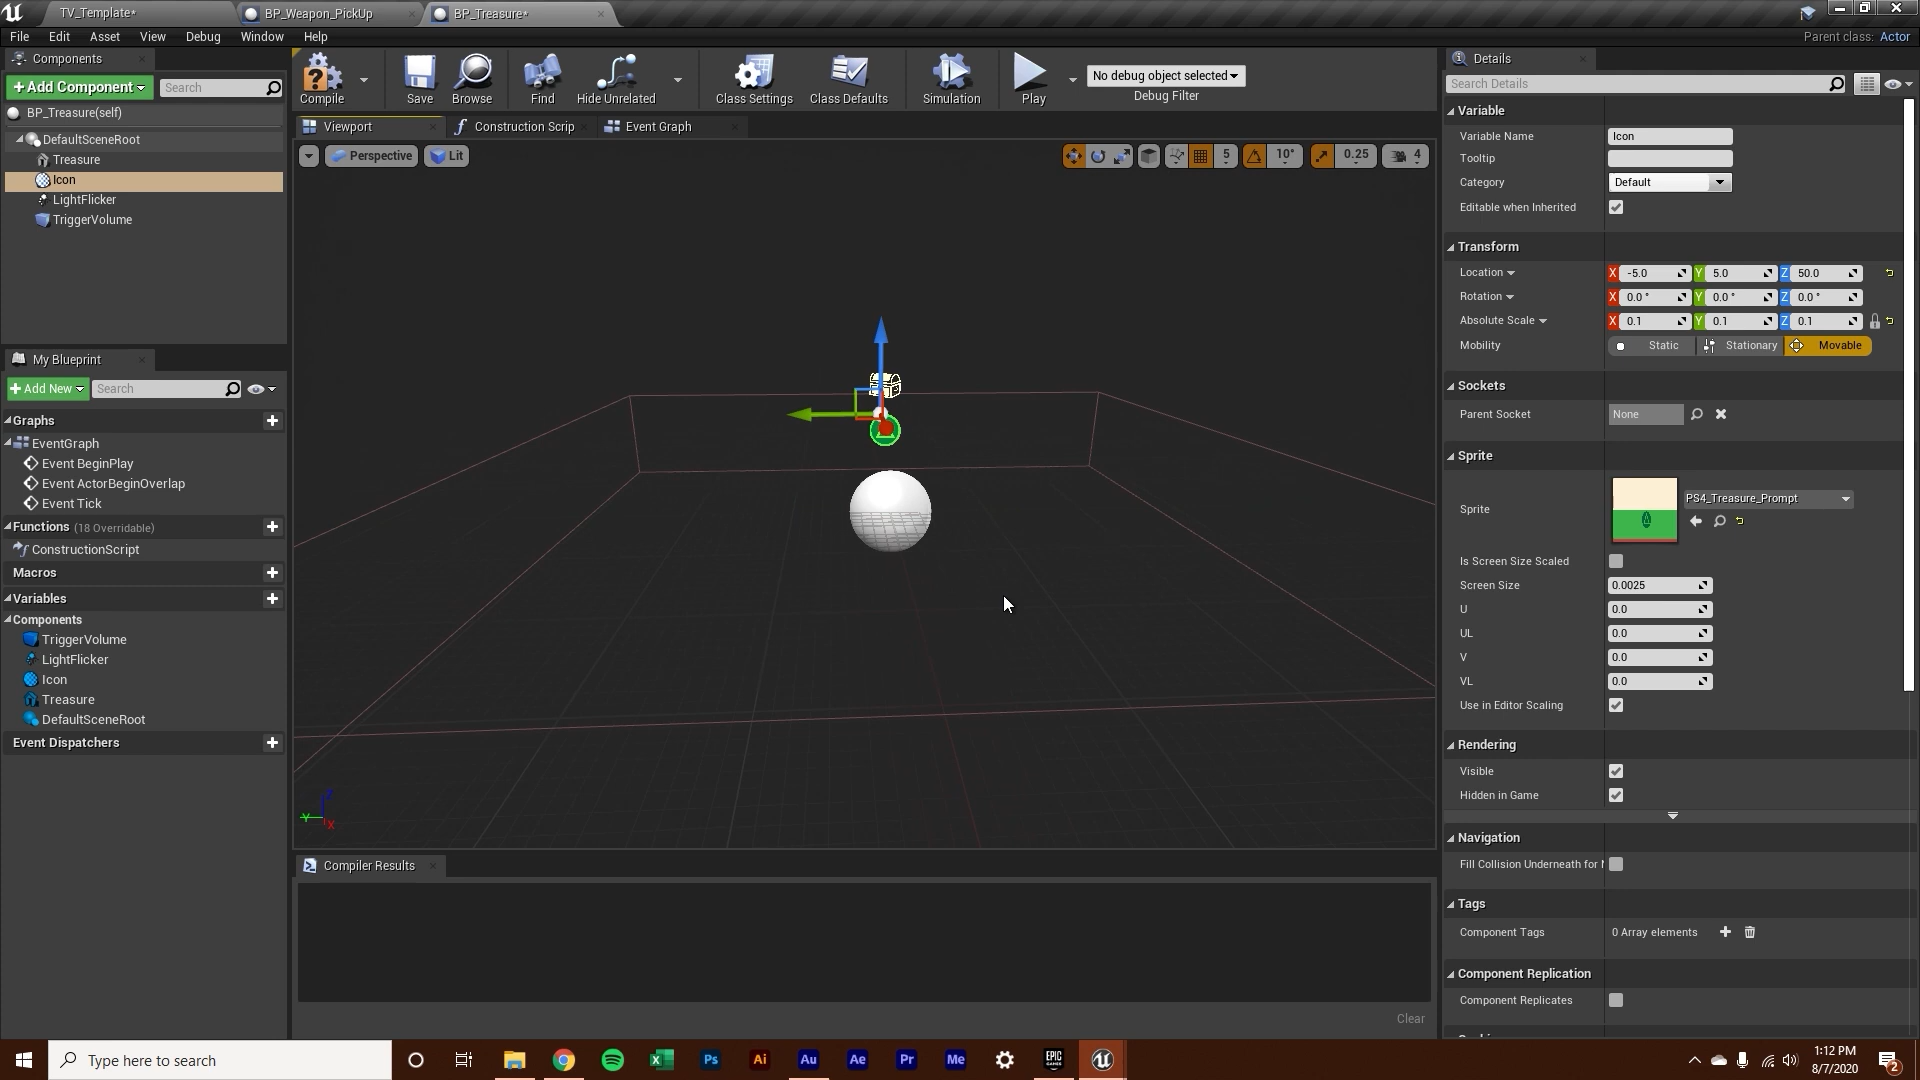 TV_Template*
BP_Weapon_PickUp
BP_Treasure*
File Edit Asset View Debug Window Help
Parent class: Actor
Components
+Add Component
Search
BP_Treasure(self)
DefaultSceneRoot
Treasure
Icon
LightFlicker
TriggerVolume
My Blueprint
+Add New
Search
Graphs
EventGraph
Event BeginPlay
Event ActorBeginOverlap
Event Tick
Functions (18 Overridable)
ConstructionScript
Macros
Variables
Components
TriggerVolume
LightFlicker
Icon
Treasure
DefaultSceneRoot
Event Dispatchers
Compile
Save
Browse
Find
Hide Unrelated
Class Settings
Class Defaults
Simulation
Play
No debug object selected
Debug Filter
Viewport
Construction Scrip
Event Graph
Perspective
Lit
5
10°
0.25
4
Z
Y
X
Compiler Results
Clear
Details
Search Details
Variable
Variable Name Icon
Tooltip
Category Default
Editable when Inherited
Transform
Location X -5.0 Y 5.0 Z 50.0
Rotation X 0.0 ° Y 0.0 ° Z 0.0 °
Absolute Scale X 0.1 Y 0.1 Z 0.1
Mobility Static Stationary Movable
Sockets
Parent Socket None
Sprite
Sprite PS4_Treasure_Prompt
Is Screen Size Scaled
Screen Size 0.0025
U 0.0
UL 0.0
V 0.0
VL 0.0
Use in Editor Scaling
Rendering
Visible
Hidden in Game
Navigation
Fill Collision Underneath for
Tags
Component Tags 0 Array elements
Component Replication
Component Replicates
Type here to search
Ps
Ai
Au
Ae
Pr
Me
EPIC
GAMES
1:12 PM
8/7/2020
2